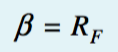 β = R_F